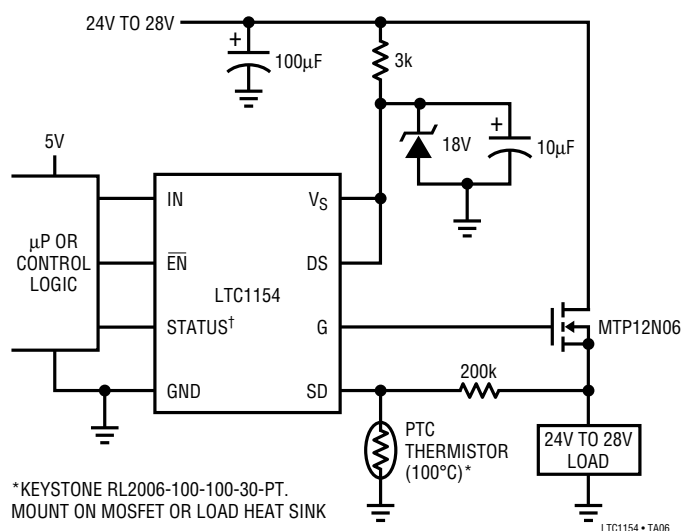 24V TO 28V
+
100µF
3k
5V
18V
+
10µF
µP OR
CONTROL
LOGIC
IN
EN
STATUS†
GND
LTC1154
VS
DS
G
SD
MTP12N06
200k
PTC
THERMISTOR
(100°C)*
24V TO 28V
LOAD
*KEYSTONE RL2006-100-100-30-PT.
MOUNT ON MOSFET OR LOAD HEAT SINK
LTC1154 • TA06